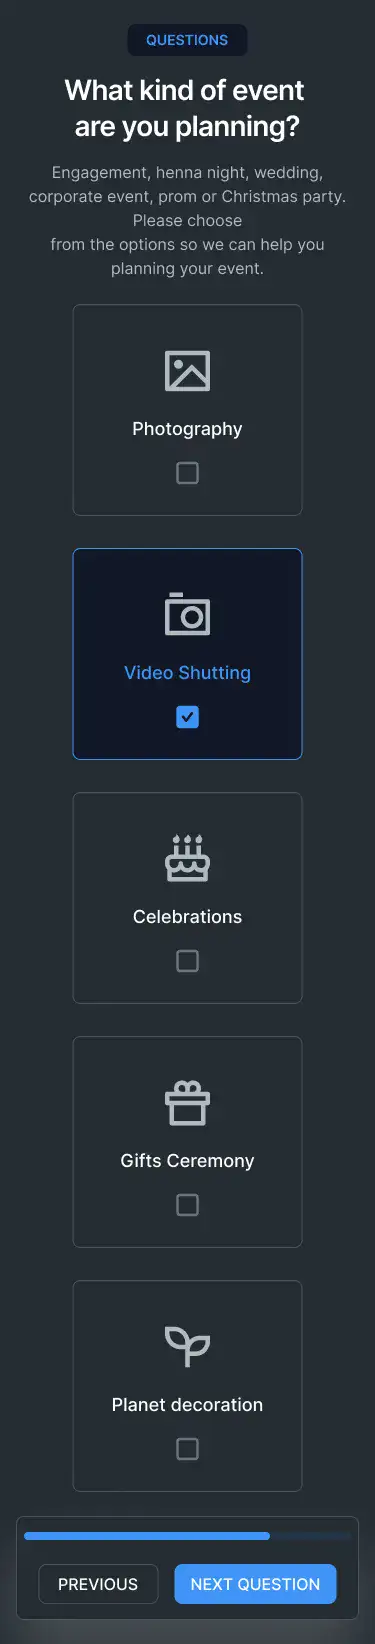 QUESTIONS
What kind of event
are you planning?
Engagement, henna night, wedding,
corporate event, prom or Christmas party.
Please choose
from the options so we can help you
planning your event.
Photography
Video Shutting
Celebrations
Gifts Ceremony
Planet decoration
PREVIOUS
NEXT QUESTION